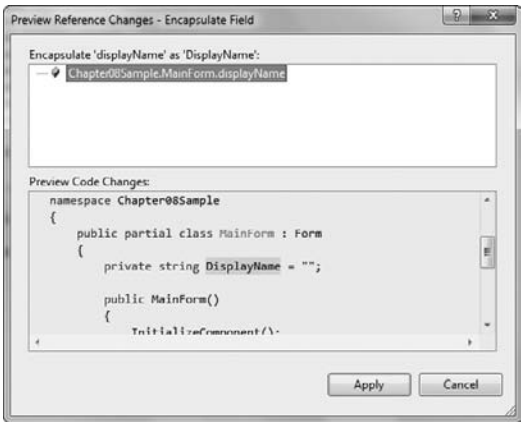 Preview Reference Changes - Encapsulate Field
Encapsulate 'displayName' as 'DisplayName':
Chapter08Sample.MainForm.displayName
Preview Code Changes:
namespace Chapter08Sample
{
public partial class MainForm : Form
{
private string DisplayName = "";
public MainForm()
{
InitializeComponent();
Apply
Cancel